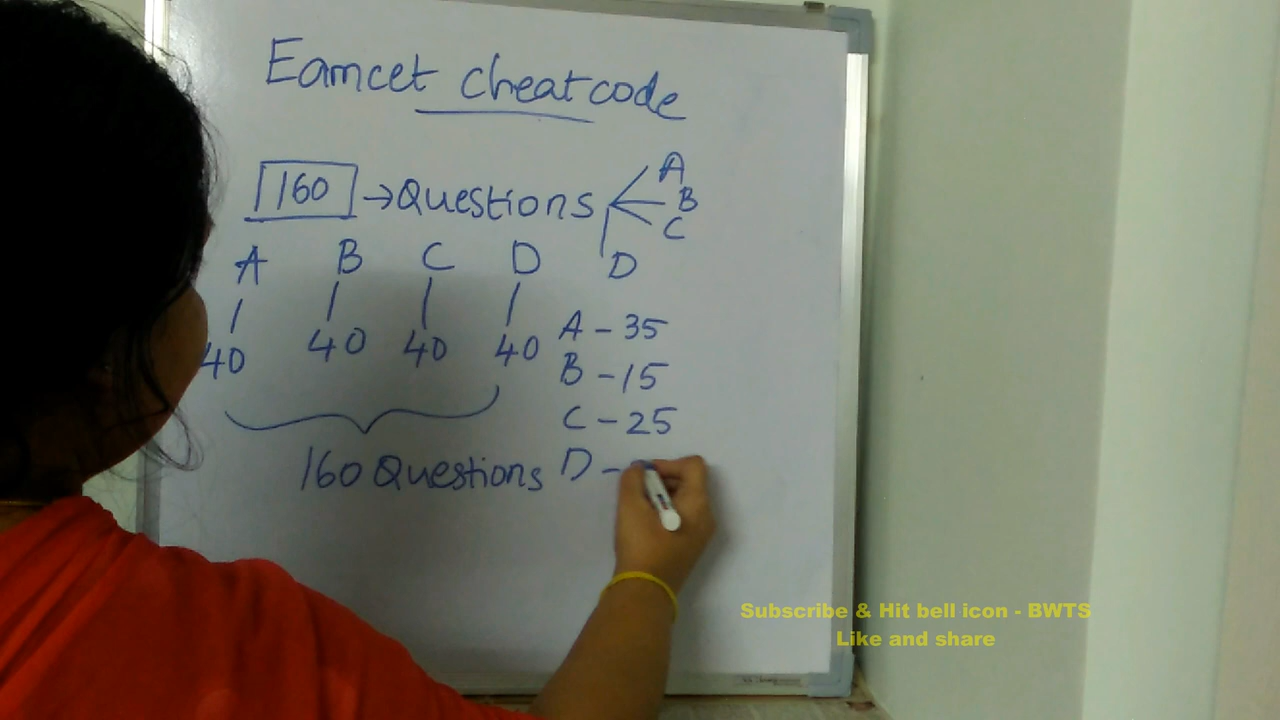 Eamcet cheatcode
160 → Questions
A
B
C
D
A B C D
40 40 40 40
160 Questions
A - 35
B - 15
C - 25
D -
Subscribe & Hit bell icon - BWTS
Like and share